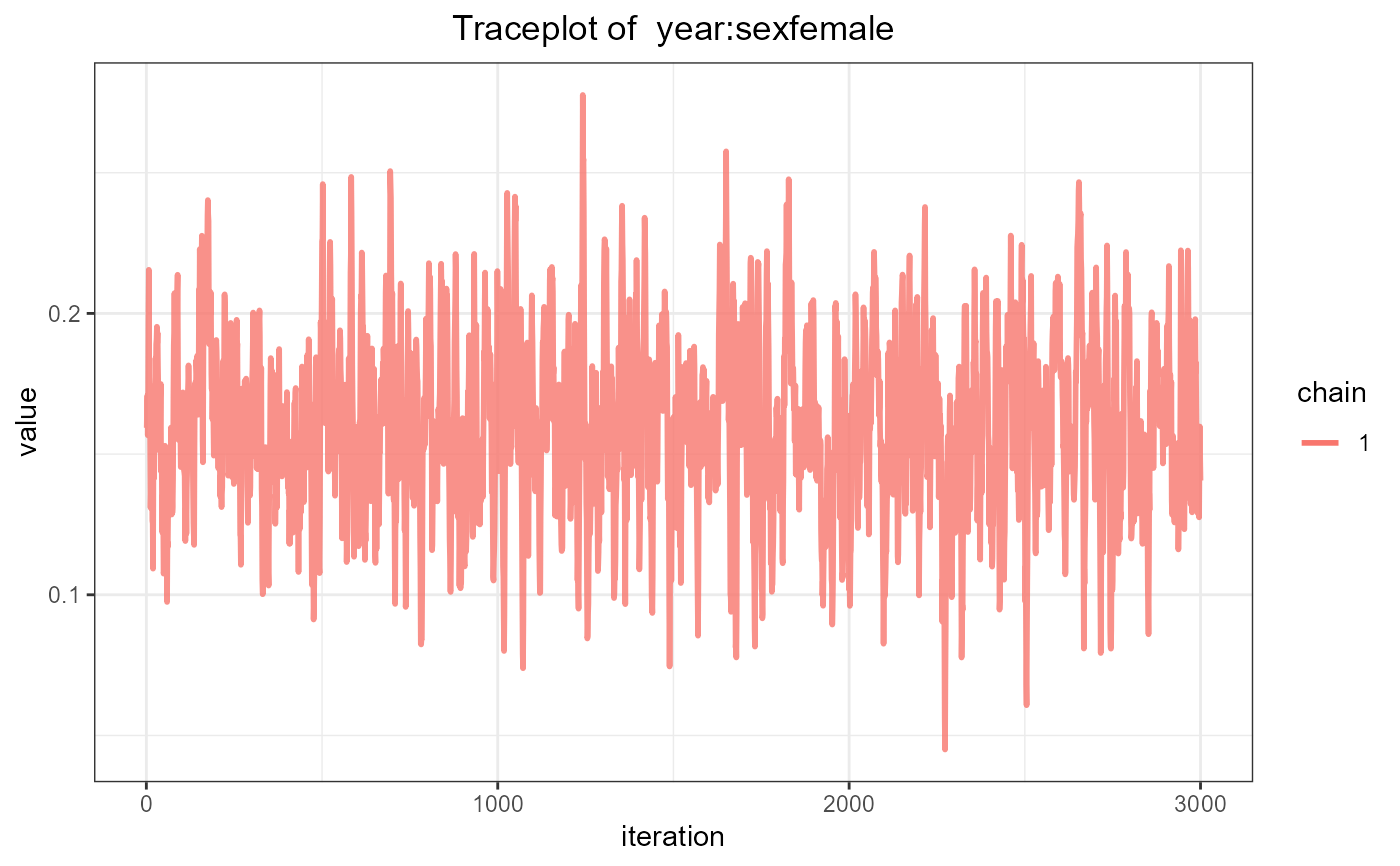 Traceplot of  year:sexfemale
value
0.2
0.1
0
1000
2000
3000
iteration
chain
1